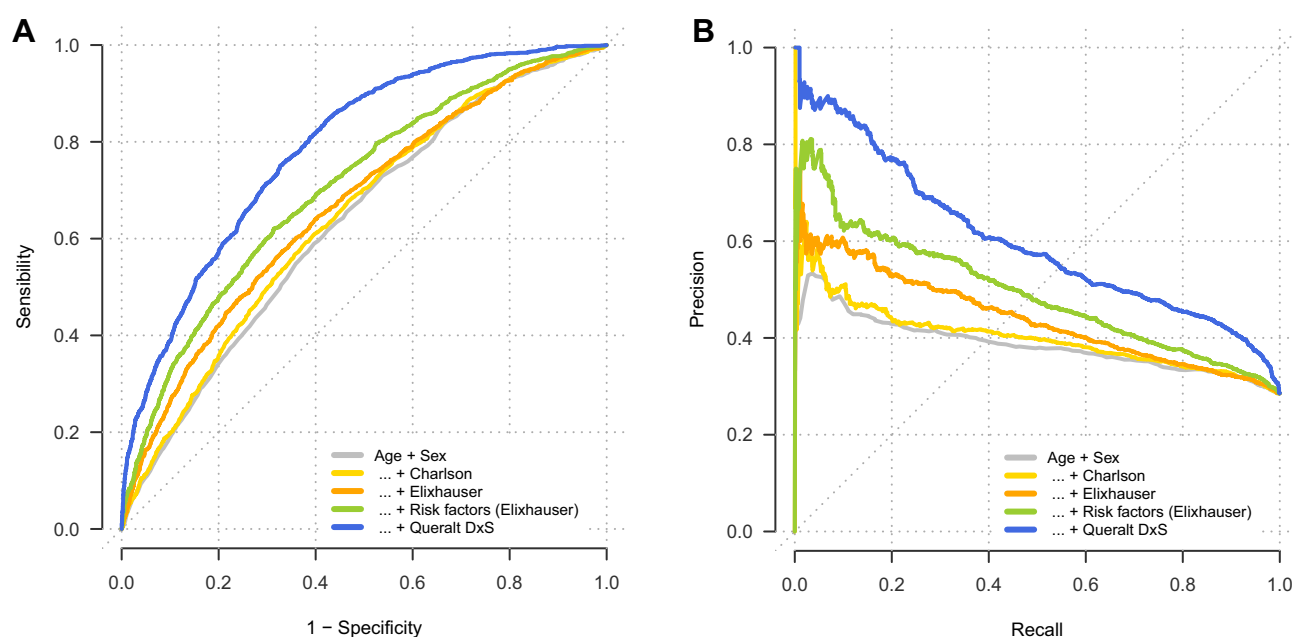 A
1.0
0.8
0.6
0.4
0.2
0.0
Sensibility
Age + Sex
... + Charlson
... + Elixhauser
... + Risk factors (Elixhauser)
... + Queralt DxS
0.0 0.2 0.4 0.6 0.8 1.0
1 − Specificity
B
1.0
0.8
0.6
0.4
0.2
0.0
Precision
Age + Sex
... + Charlson
... + Elixhauser
... + Risk factors (Elixhauser)
... + Queralt DxS
0.0 0.2 0.4 0.6 0.8 1.0
Recall